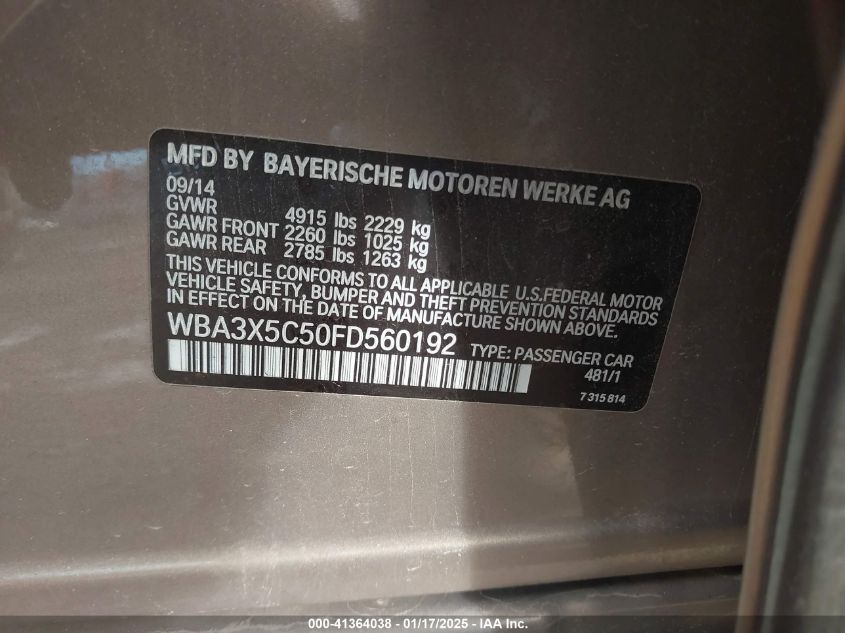 MFD BY BAYERISCHE MOTOREN WERKE AG
09/14
GVWR 4915 lbs 2229 kg
GAWR FRONT 2260 lbs 1025 kg
GAWR REAR 2785 lbs 1263 kg
THIS VEHICLE CONFORMS TO ALL APPLICABLE U.S.FEDERAL MOTOR
VEHICLE SAFETY, BUMPER AND THEFT PREVENTION STANDARDS
IN EFFECT ON THE DATE OF MANUFACTURE SHOWN ABOVE.
WBA3X5C50FD560192 TYPE: PASSENGER CAR
481/1
7 315 814
000-41364038 - 01/17/2025 - IAA Inc.